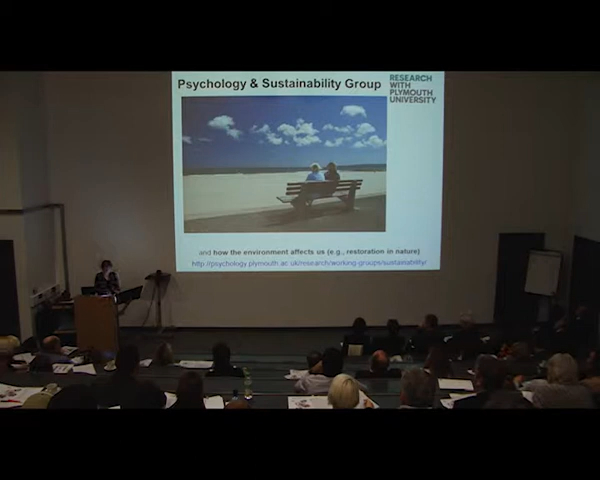 Psychology & Sustainability Group
RESEARCH
WITH
PLYMOUTH
UNIVERSITY
and how the environment affects us (e.g., restoration in nature)
http://psychology.plymouth.ac.uk/research/working-groups/sustainability/